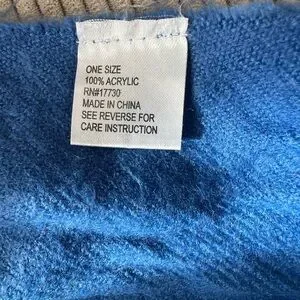 ONE SIZE
100% ACRYLIC
RN#17730
MADE IN CHINA
SEE REVERSE FOR
CARE INSTRUCTION